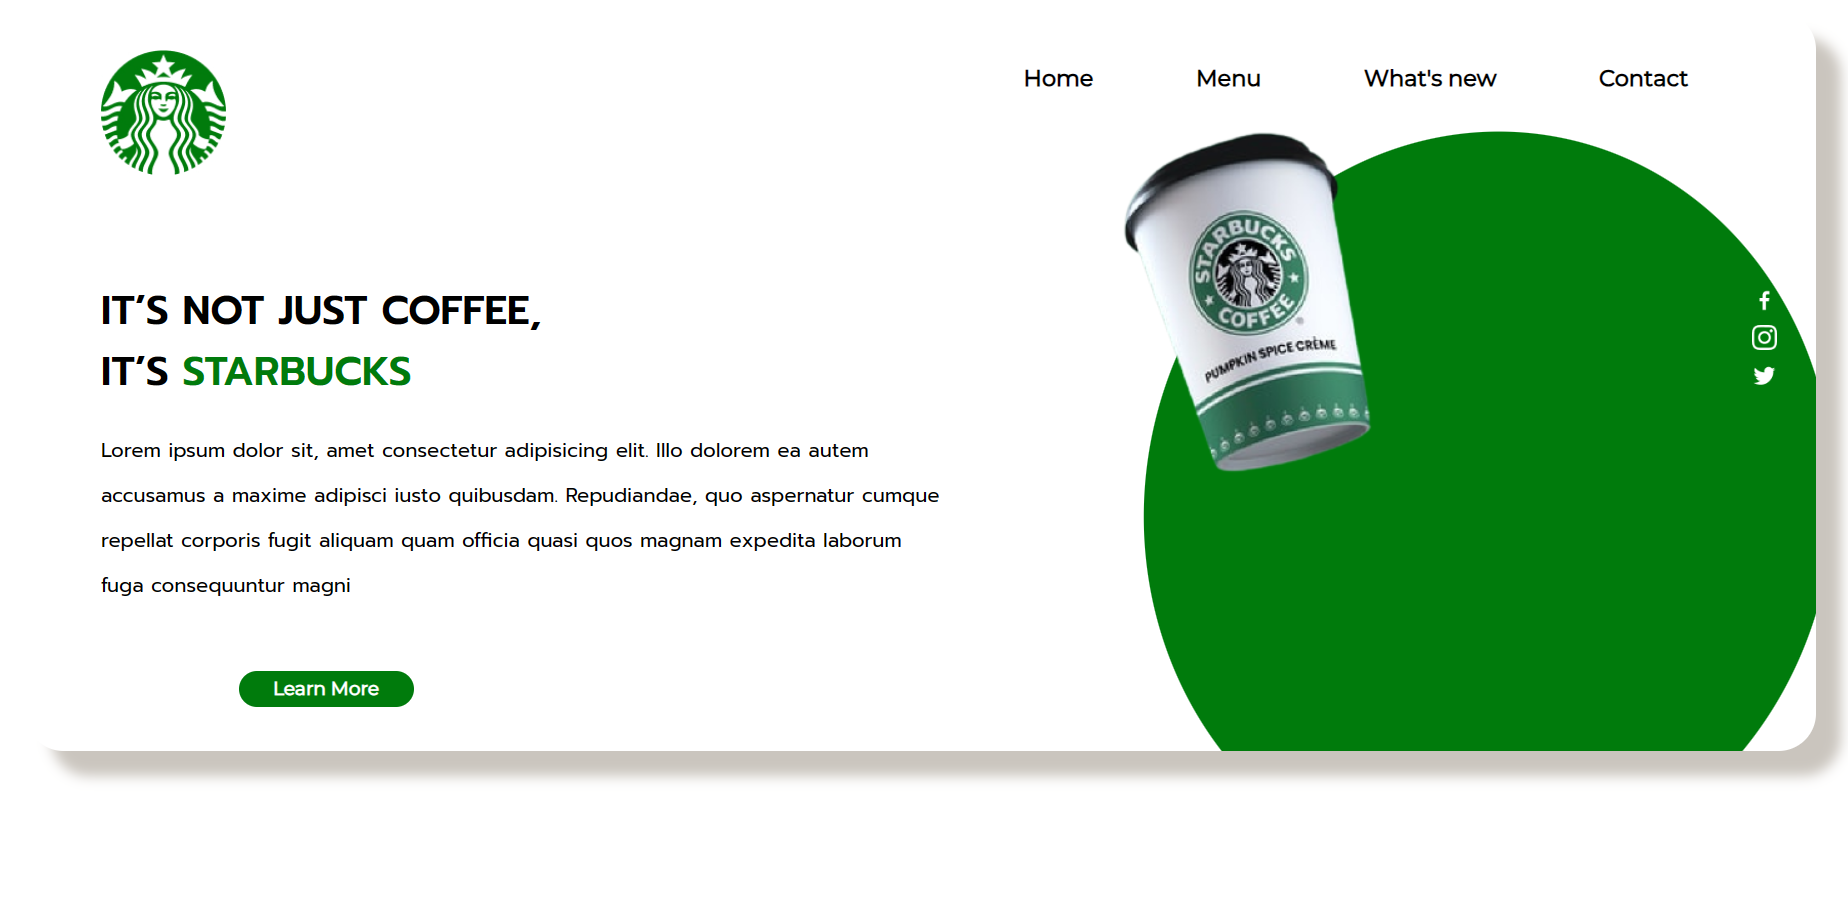 Home Menu What's new Contact
IT’S NOT JUST COFFEE,
IT’S STARBUCKS
Lorem ipsum dolor sit, amet consectetur adipisicing elit. Illo dolorem ea autem
accusamus a maxime adipisci iusto quibusdam. Repudiandae, quo aspernatur cumque
repellat corporis fugit aliquam quam officia quasi quos magnam expedita laborum
fuga consequuntur magni
Learn More
STARBUCKS
COFFEE
®
PUMPKIN SPICE CRÈME